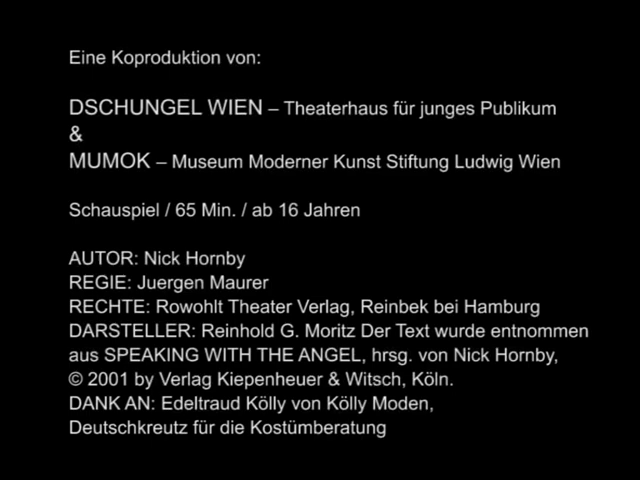 Eine Koproduktion von:
DSCHUNGEL WIEN – Theaterhaus für junges Publikum
&
MUMOK – Museum Moderner Kunst Stiftung Ludwig Wien
Schauspiel / 65 Min. / ab 16 Jahren
AUTOR: Nick Hornby
REGIE: Juergen Maurer
RECHTE: Rowohlt Theater Verlag, Reinbek bei Hamburg
DARSTELLER: Reinhold G. Moritz Der Text wurde entnommen
aus SPEAKING WITH THE ANGEL, hrsg. von Nick Hornby,
© 2001 by Verlag Kiepenheuer & Witsch, Köln.
DANK AN: Edeltraud Kölly von Kölly Moden,
Deutschkreutz für die Kostümberatung